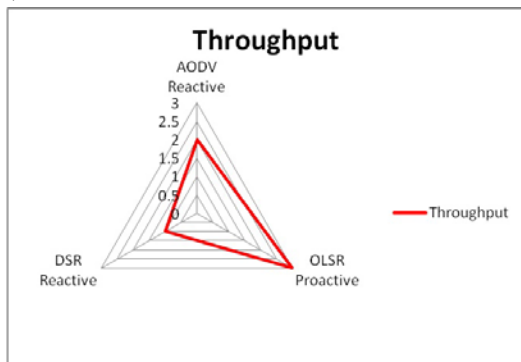 Throughput
AODV
Reactive
3
2.5
2
1.5
1
0.5
0
Throughput
DSR
Reactive
OLSR
Proactive